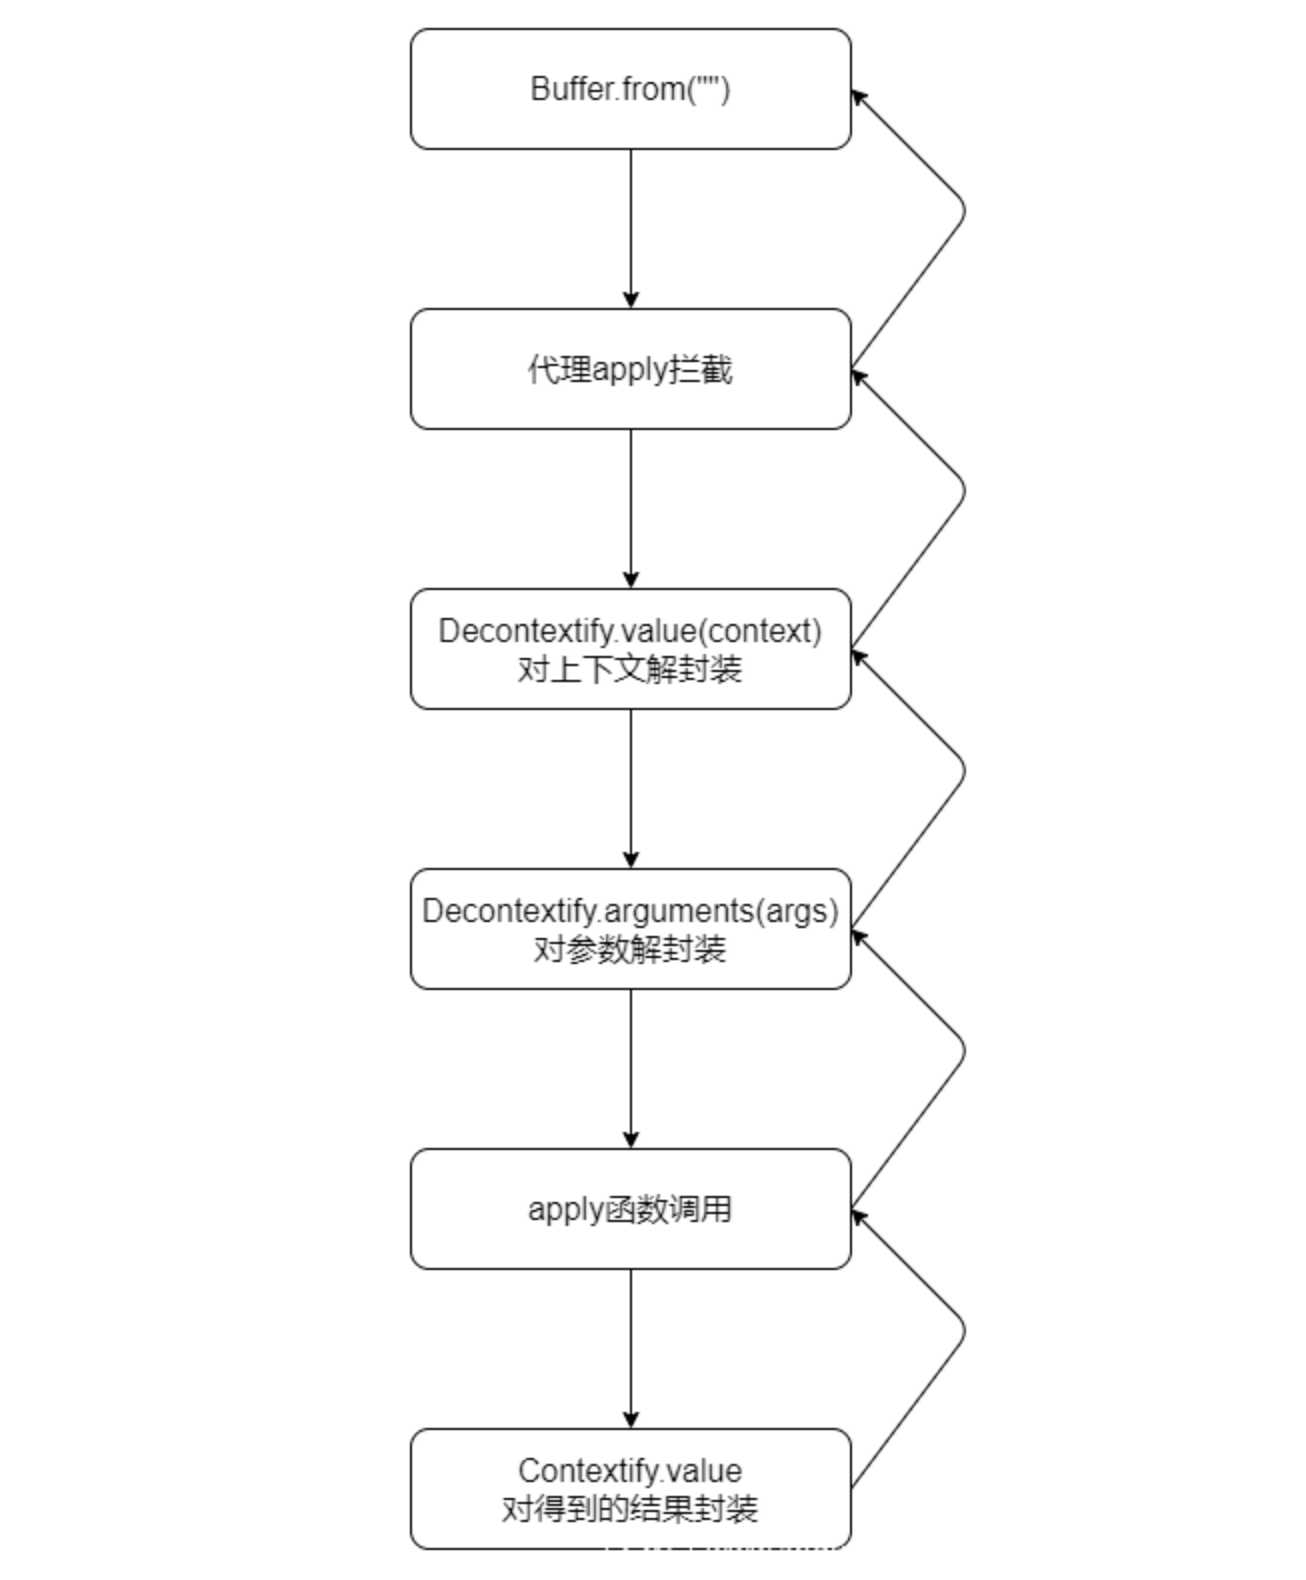 Buffer.from("")
代理apply拦截
Decontextify.value(context)
对上下文解封装
Decontextify.arguments(args)
对参数解封装
apply函数调用
Contextify.value
对得到的结果封装